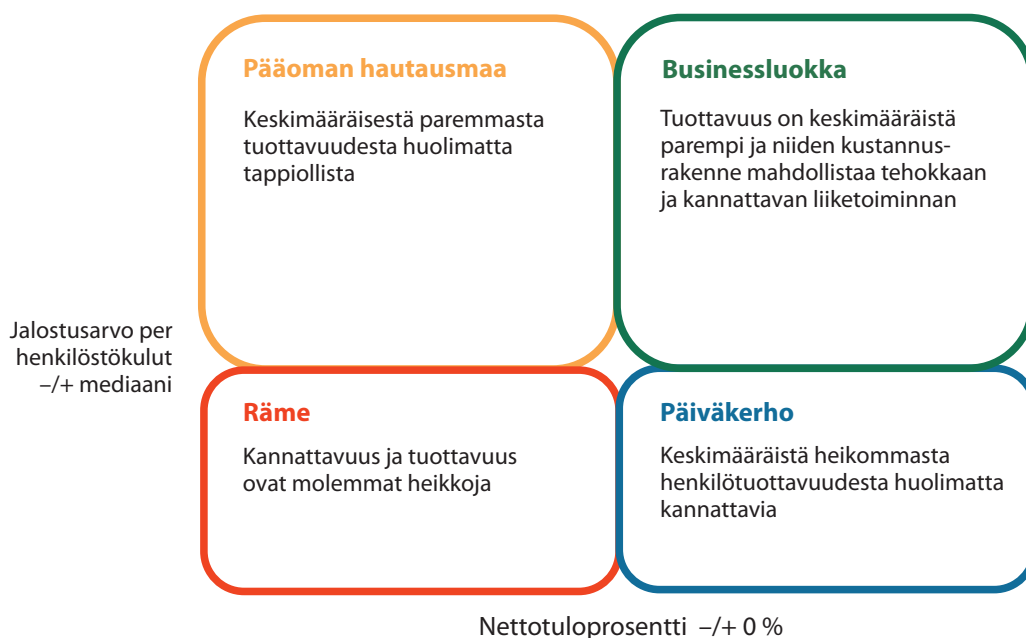 Pääoman hautausmaa
Keskimääräisestä paremmasta
tuottavuudesta huolimatta
tappiollista
Businessluokka
Tuottavuus on keskimääräistä
parempi ja niiden kustannus-
rakenne mahdollistaa tehokkaan
ja kannattavan liiketoiminnan
Jalostusarvo per
henkilöstökulut
–/+ mediaani
Räme
Kannattavuus ja tuottavuus
ovat molemmat heikkoja
Päiväkerho
Keskimääräistä heikommasta
henkilötuottavuudesta huolimatta
kannattavia
Nettotuloprosentti –/+ 0 %